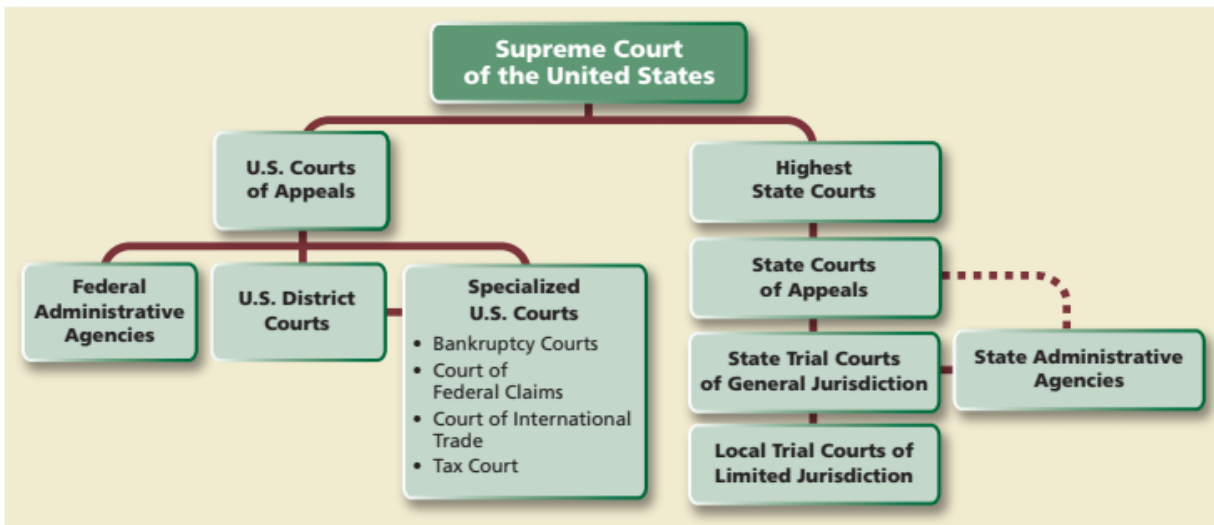 Supreme Court
of the United States
U.S. Courts
of Appeals
Highest
State Courts
Federal
Administrative
Agencies
U.S. District
Courts
Specialized
U.S. Courts
• Bankruptcy Courts
• Court of
Federal Claims
• Court of International
Trade
• Tax Court
State Courts
of Appeals
State Trial Courts
of General Jurisdiction
State Administrative
Agencies
Local Trial Courts of
Limited Jurisdiction